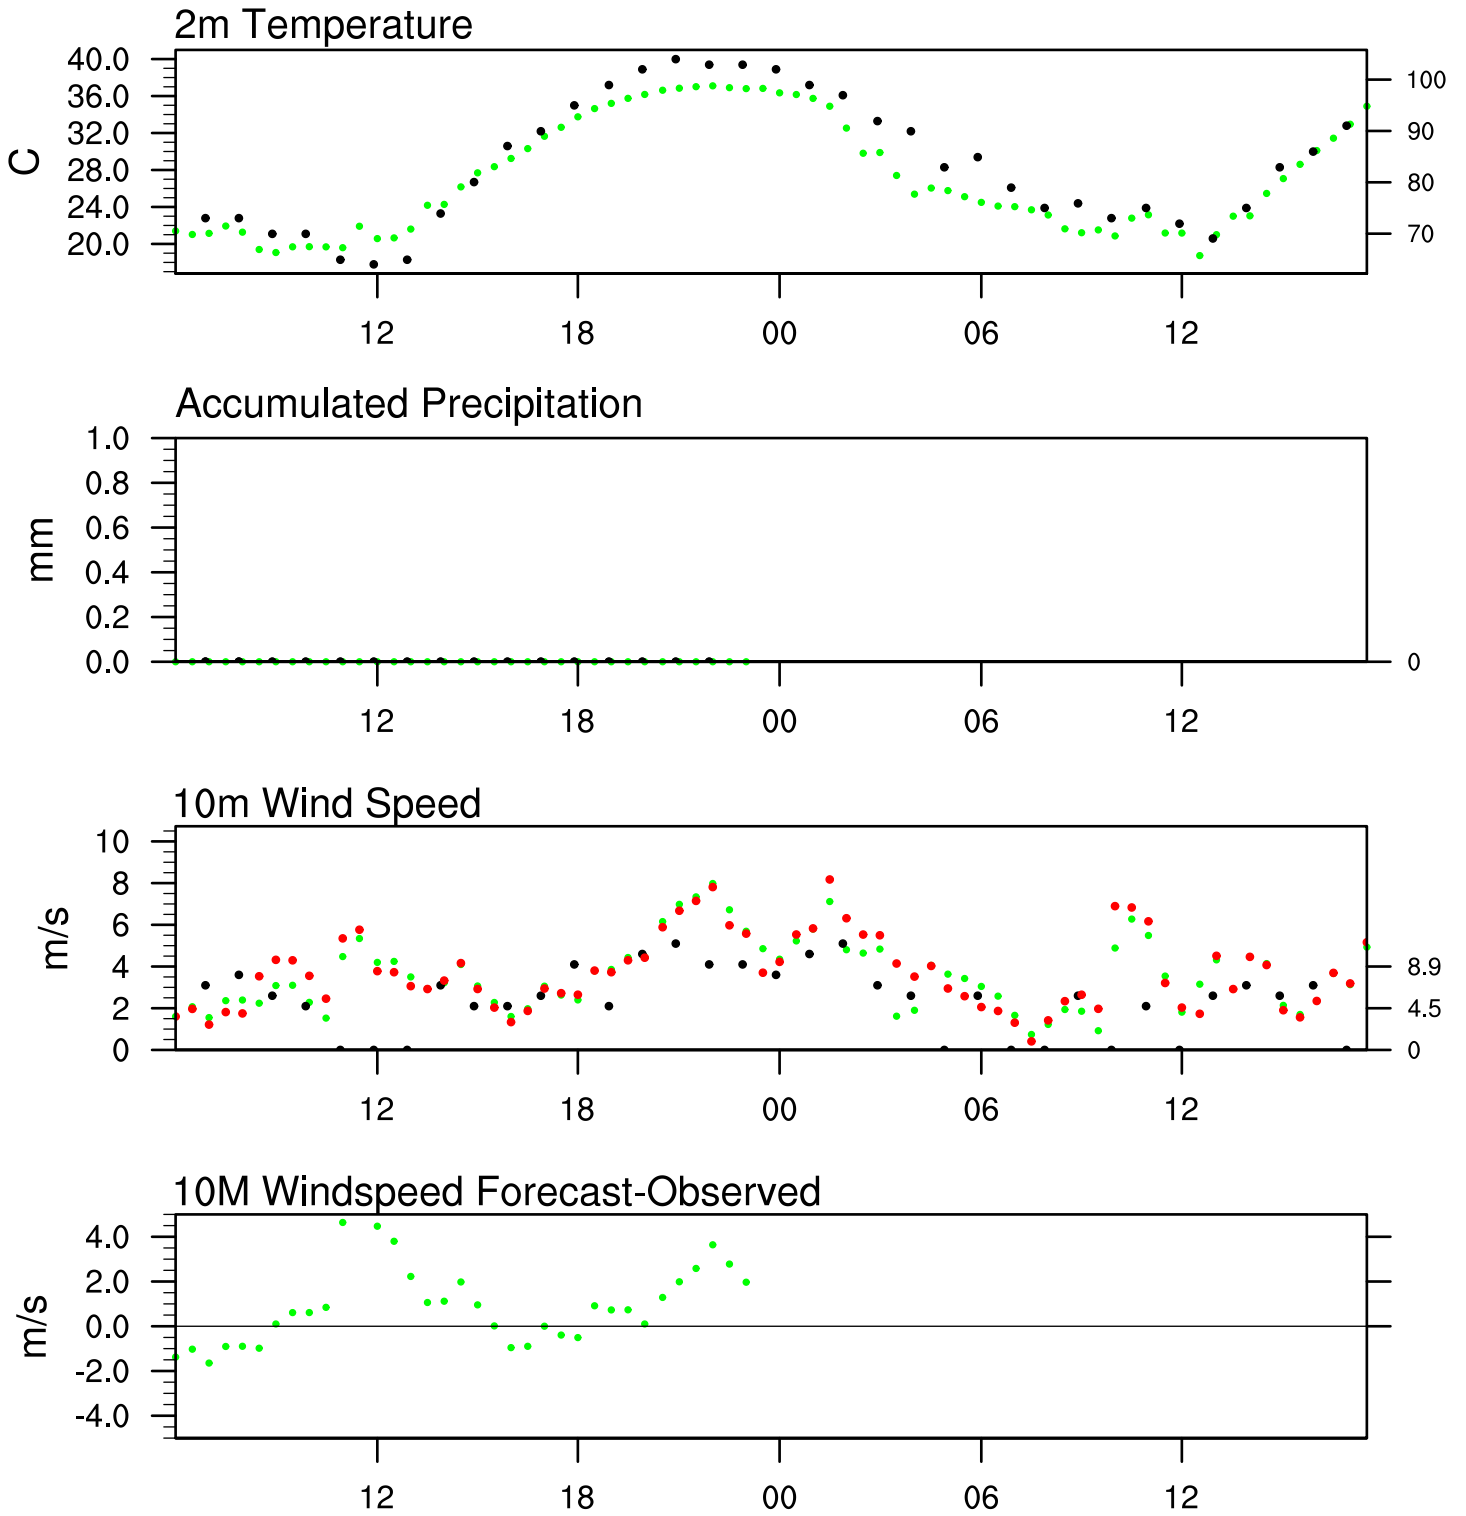 2m Temperature
40.0
36.0
32.0
28.0
24.0
20.0
C
100
90
80
70
12 18 00 06 12
Accumulated Precipitation
1.0
0.8
0.6
0.4
0.2
0.0
mm
0
12 18 00 06 12
10m Wind Speed
10
8
6
4
2
0
m/s
8.9
4.5
0
12 18 00 06 12
10M Windspeed Forecast-Observed
4.0
2.0
0.0
-2.0
-4.0
m/s
12 18 00 06 12